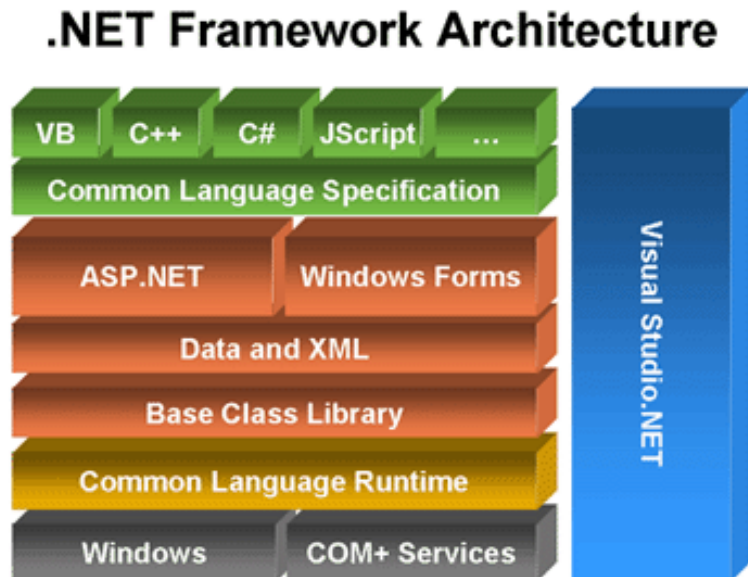 .NET Framework Architecture
VB C++ C# JScript ...
Common Language Specification
ASP.NET Windows Forms
Data and XML
Base Class Library
Common Language Runtime
Windows COM+ Services
Visual Studio.NET